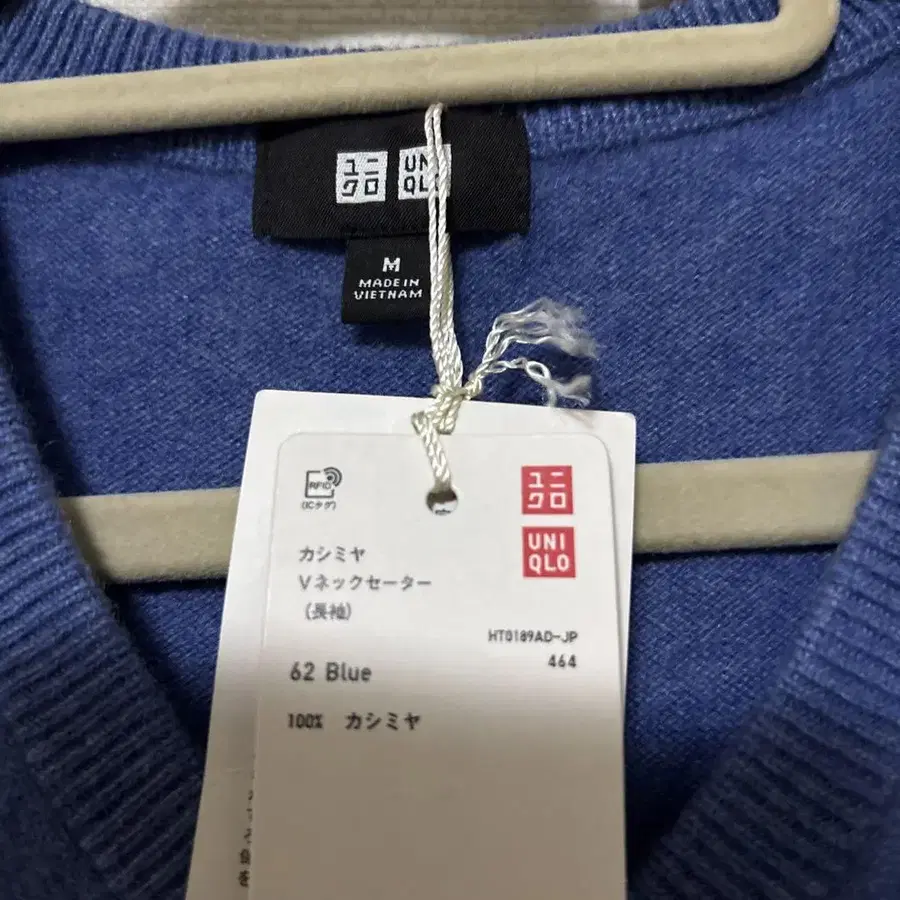 ユニ
クロ
UNI
QLO
M
MADE IN
VIETNAM
RFID
(ICタグ)
ユニ
クロ
UNI
QLO
カシミヤ
Vネックセーター
(長袖)
HT0189AD-JP
464
62 Blue
100% カシミヤ